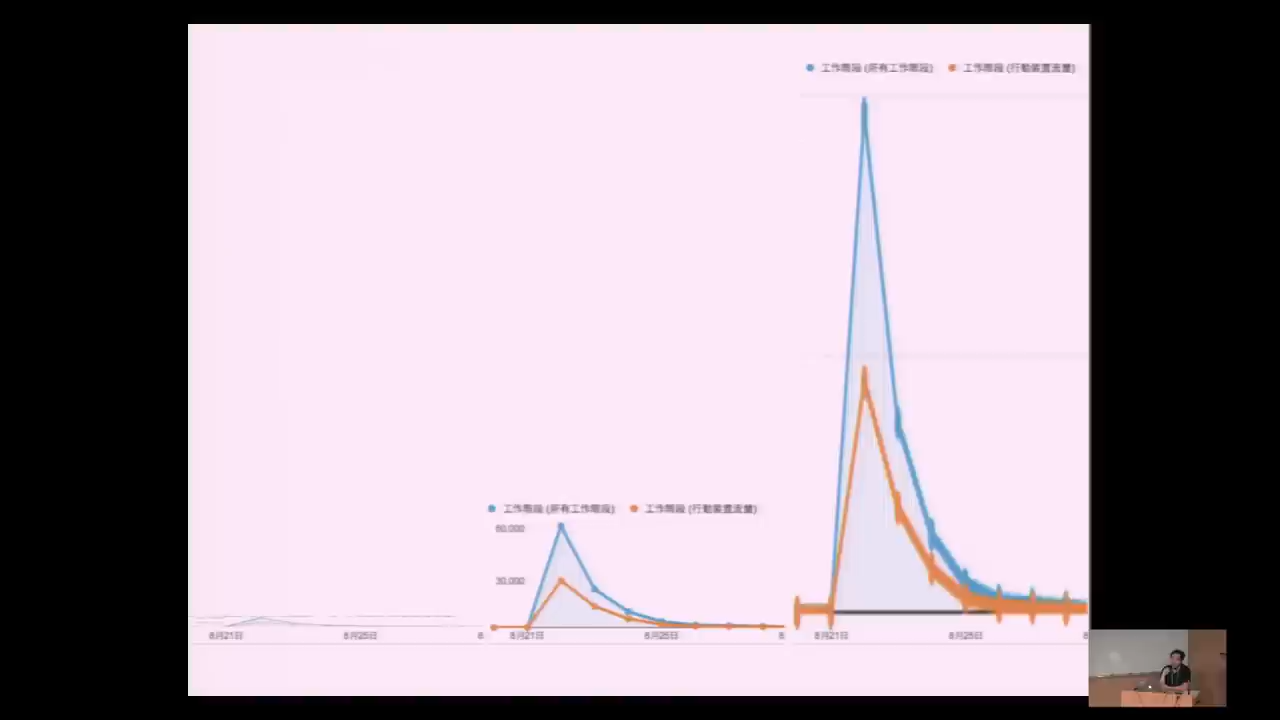 工作階段 (所有工作階段) 工作階段 (行動裝置流量)
工作階段 (所有工作階段) 工作階段 (行動裝置流量)
60,000
30,000
8月21日 8月25日 8
8月21日 8月25日 8
8月21日 8月25日 8